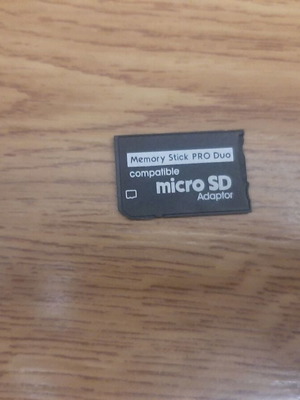 Memory Stick PRO Duo
compatible
micro SD
Adaptor